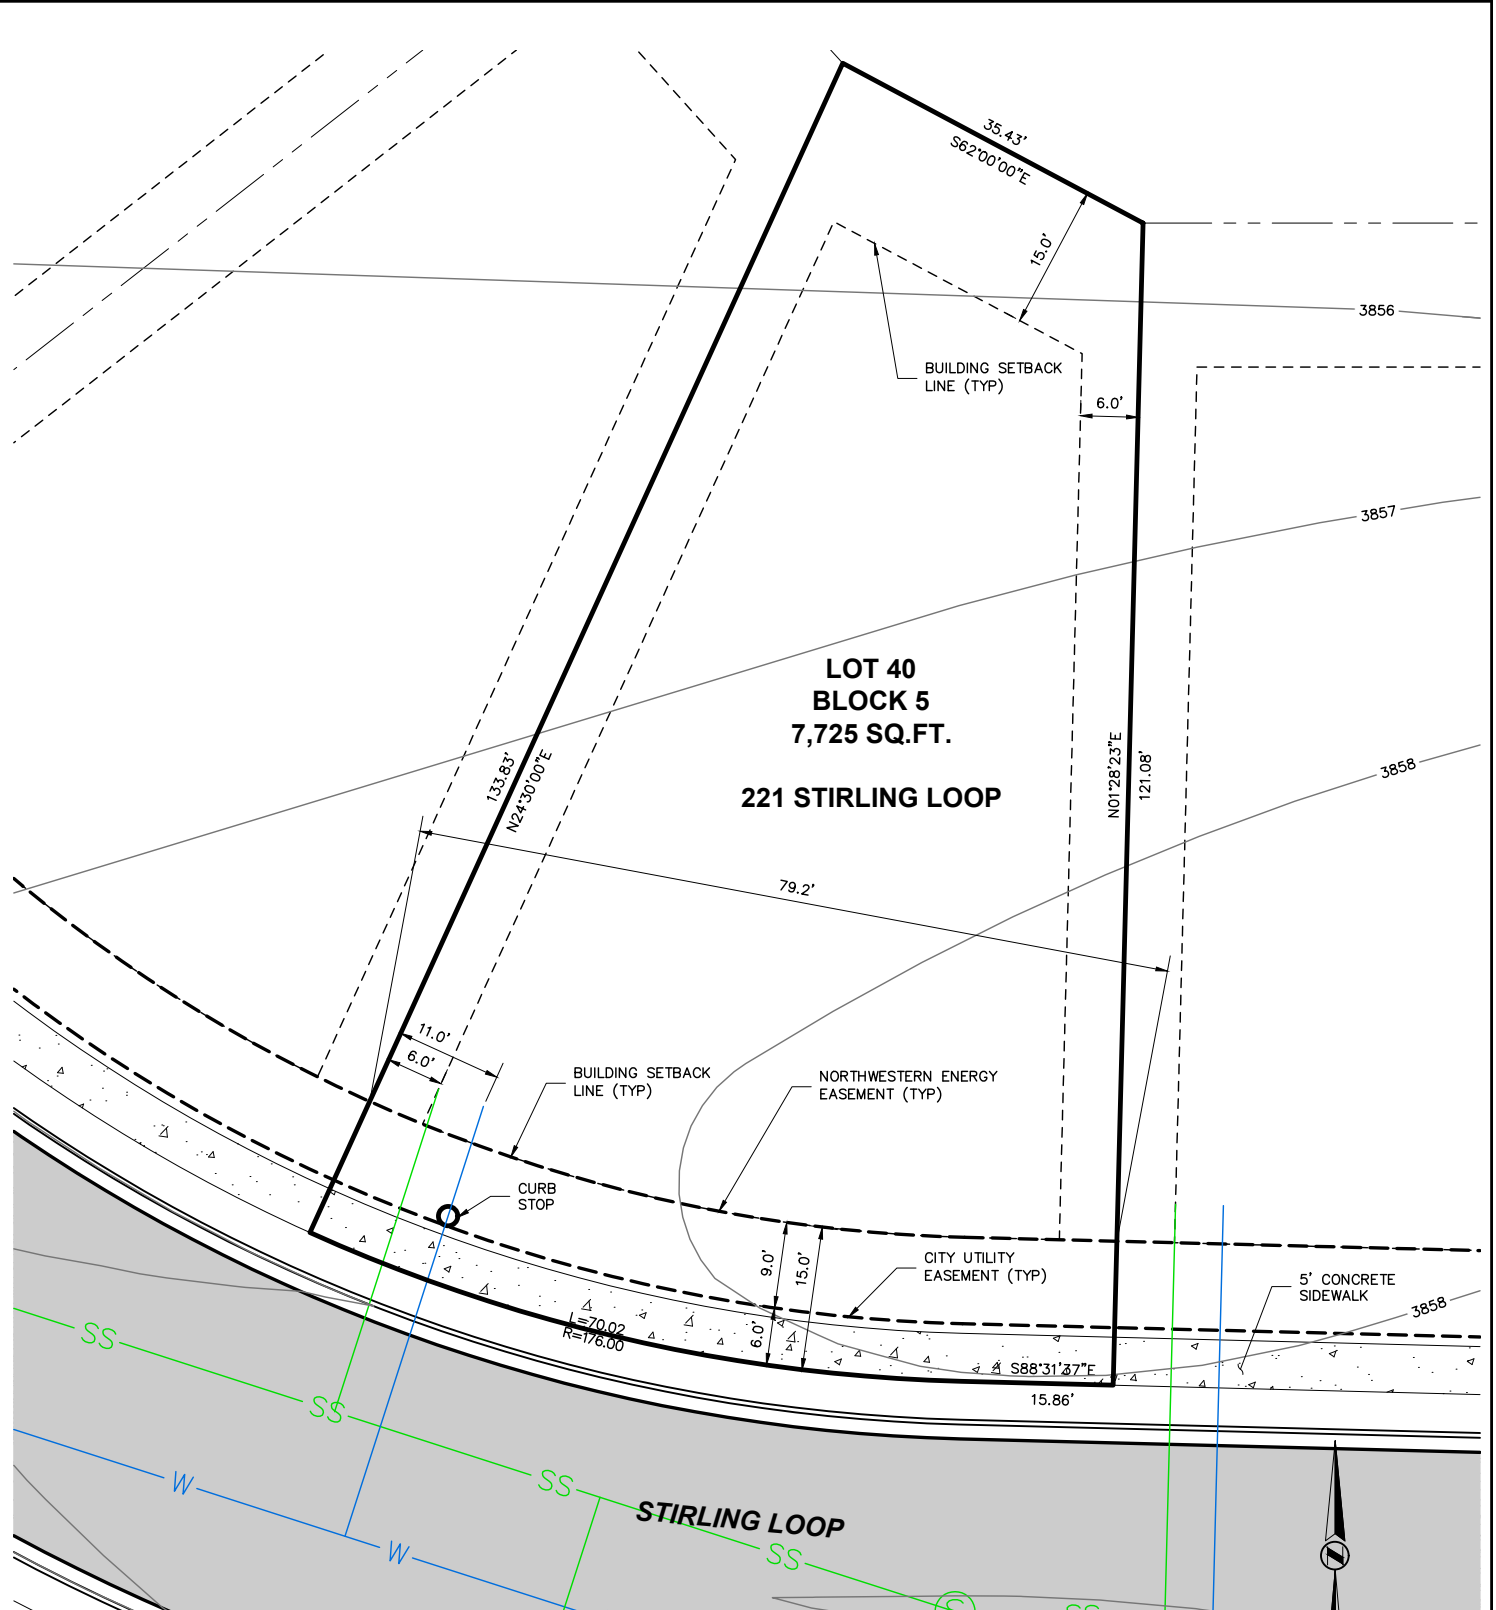 35.43'
S62°00'00"E
15.0'
3856
BUILDING SETBACK
LINE (TYP)
6.0'
3857
LOT 40
BLOCK 5
7,725 SQ.FT.
221 STIRLING LOOP
133.83'
N24°30'00"E
N01°28'23"E
121.08'
3858
79.2'
11.0'
6.0'
BUILDING SETBACK
LINE (TYP)
NORTHWESTERN ENERGY
EASEMENT (TYP)
CURB
STOP
9.0'
15.0'
CITY UTILITY
EASEMENT (TYP)
5' CONCRETE
SIDEWALK
3858
L=70.02
R=176.00
6.0'
S88°31'37"E
15.86'
SS
SS
SS
W
STIRLING LOOP
W
SS
S
SS
N